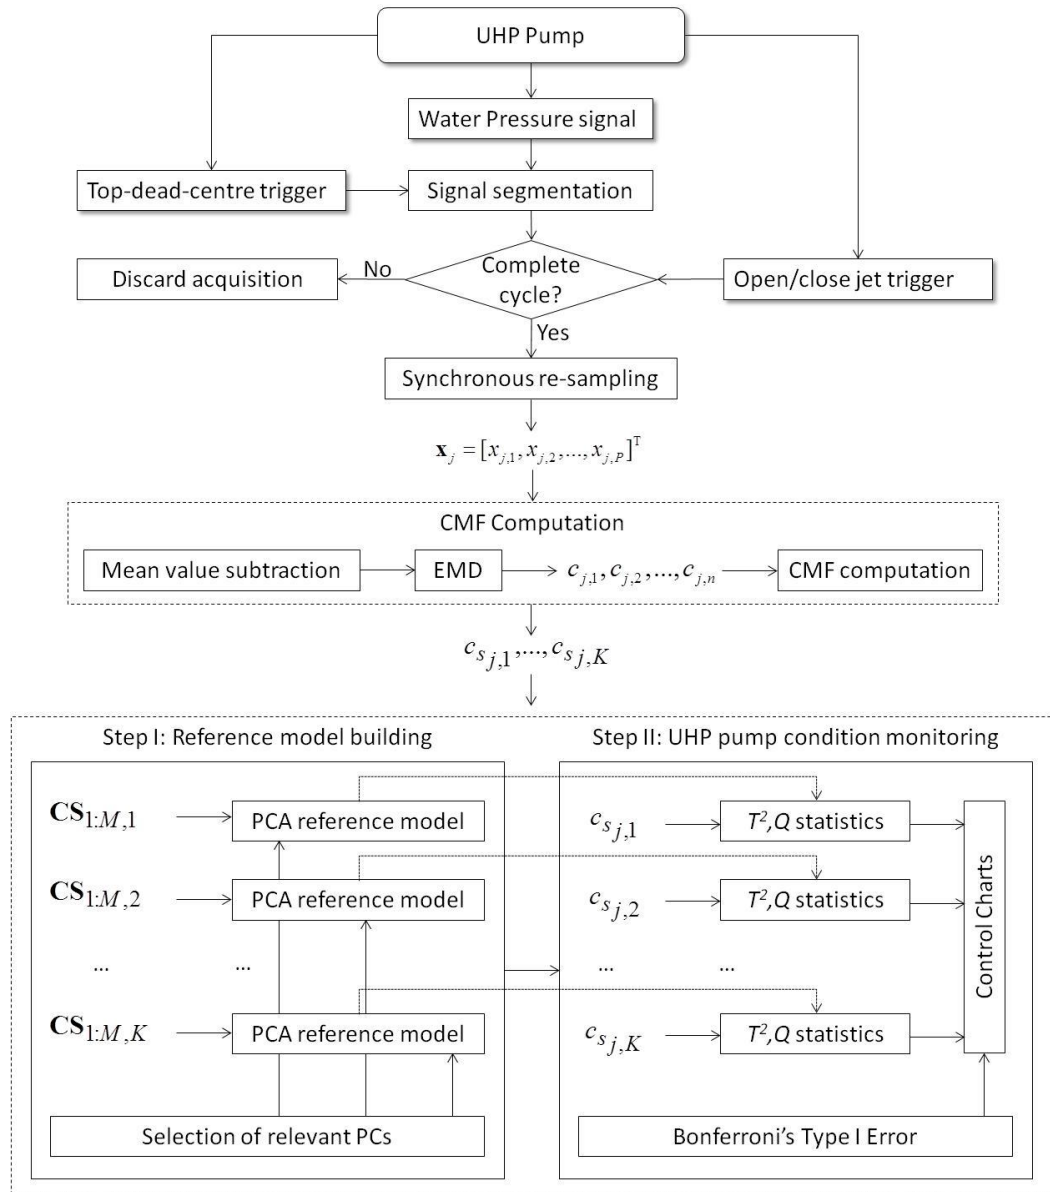 UHP Pump
Water Pressure signal
Top-dead-centre trigger
Signal segmentation
Discard acquisition
No
Complete
cycle?
Open/close jet trigger
Yes
Synchronous re-sampling
x_j = [x_{j,1}, x_{j,2}, ..., x_{j,P}]^T
CMF Computation
Mean value subtraction
EMD
c_{j,1}, c_{j,2}, ..., c_{j,n}
CMF computation
c_{s_{j,1}}, ..., c_{s_{j,K}}
Step I: Reference model building
CS_{1:M,1}
PCA reference model
CS_{1:M,2}
PCA reference model
...
...
CS_{1:M,K}
PCA reference model
Selection of relevant PCs
Step II: UHP pump condition monitoring
c_{s_{j,1}}
T²,Q statistics
c_{s_{j,2}}
T²,Q statistics
...
...
c_{s_{j,K}}
T²,Q statistics
Control Charts
Bonferroni's Type I Error